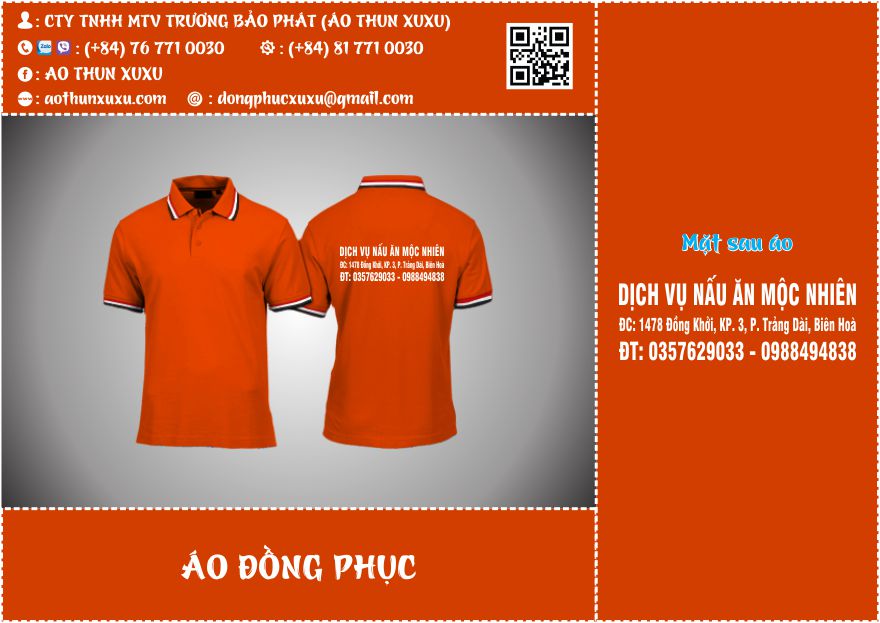 : CTY TNHH MTV TRƯƠNG BẢO PHÁT (ÁO THUN XUXU)
Zalo : (+84) 76 771 0030 : (+84) 81 771 0030
: AO THUN XUXU
www : aothunxuxu.com @ : dongphucxuxu@gmail.com
DỊCH VỤ NẤU ĂN MỘC NHIÊN
ĐC: 1478 Đồng Khởi, KP. 3, P. Trảng Dài, Biên Hoà
ĐT: 0357629033 - 0988494838
Mặt sau áo
DỊCH VỤ NẤU ĂN MỘC NHIÊN
ĐC: 1478 Đồng Khởi, KP. 3, P. Trảng Dài, Biên Hoà
ĐT: 0357629033 - 0988494838
ÁO ĐỒNG PHỤC